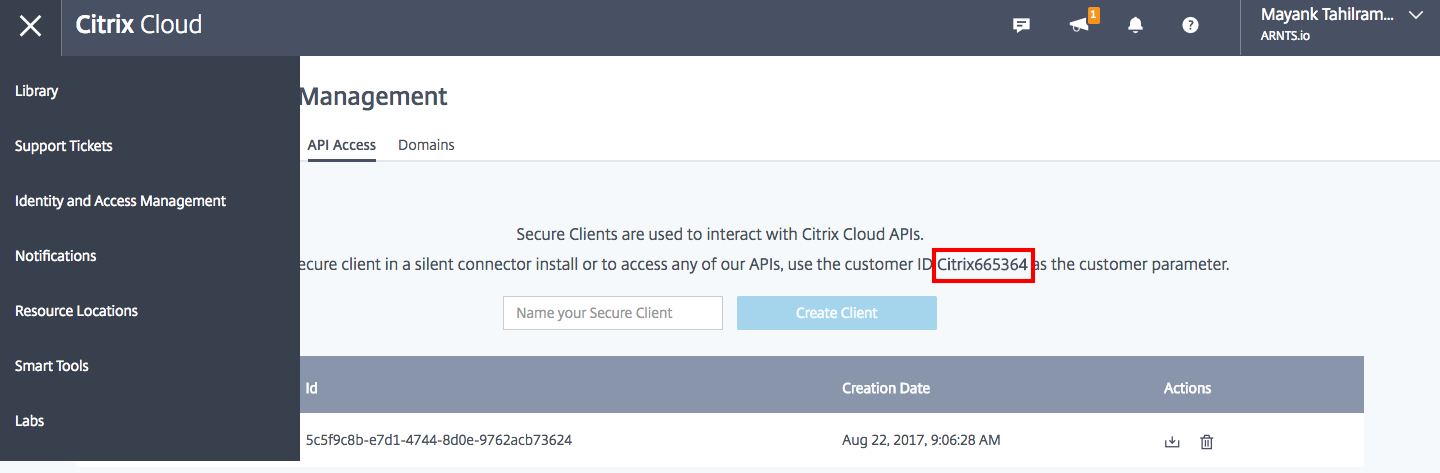 Citrix Cloud
1
Mayank Tahilram...
ARNTS.io
Library
Support Tickets
Identity and Access Management
Notifications
Resource Locations
Smart Tools
Labs
Management
API Access Domains
Secure Clients are used to interact with Citrix Cloud APIs.
ecure client in a silent connector install or to access any of our APIs, use the customer ID Citrix665364 as the customer parameter.
Name your Secure Client Create Client
Id Creation Date Actions
5c5f9c8b-e7d1-4744-8d0e-9762acb73624 Aug 22, 2017, 9:06:28 AM